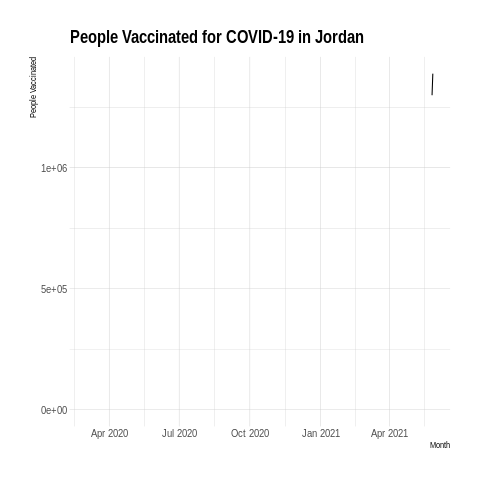 People Vaccinated for COVID-19 in Jordan
People Vaccinated
1e+06
5e+05
0e+00
Apr 2020 Jul 2020 Oct 2020 Jan 2021 Apr 2021
Month